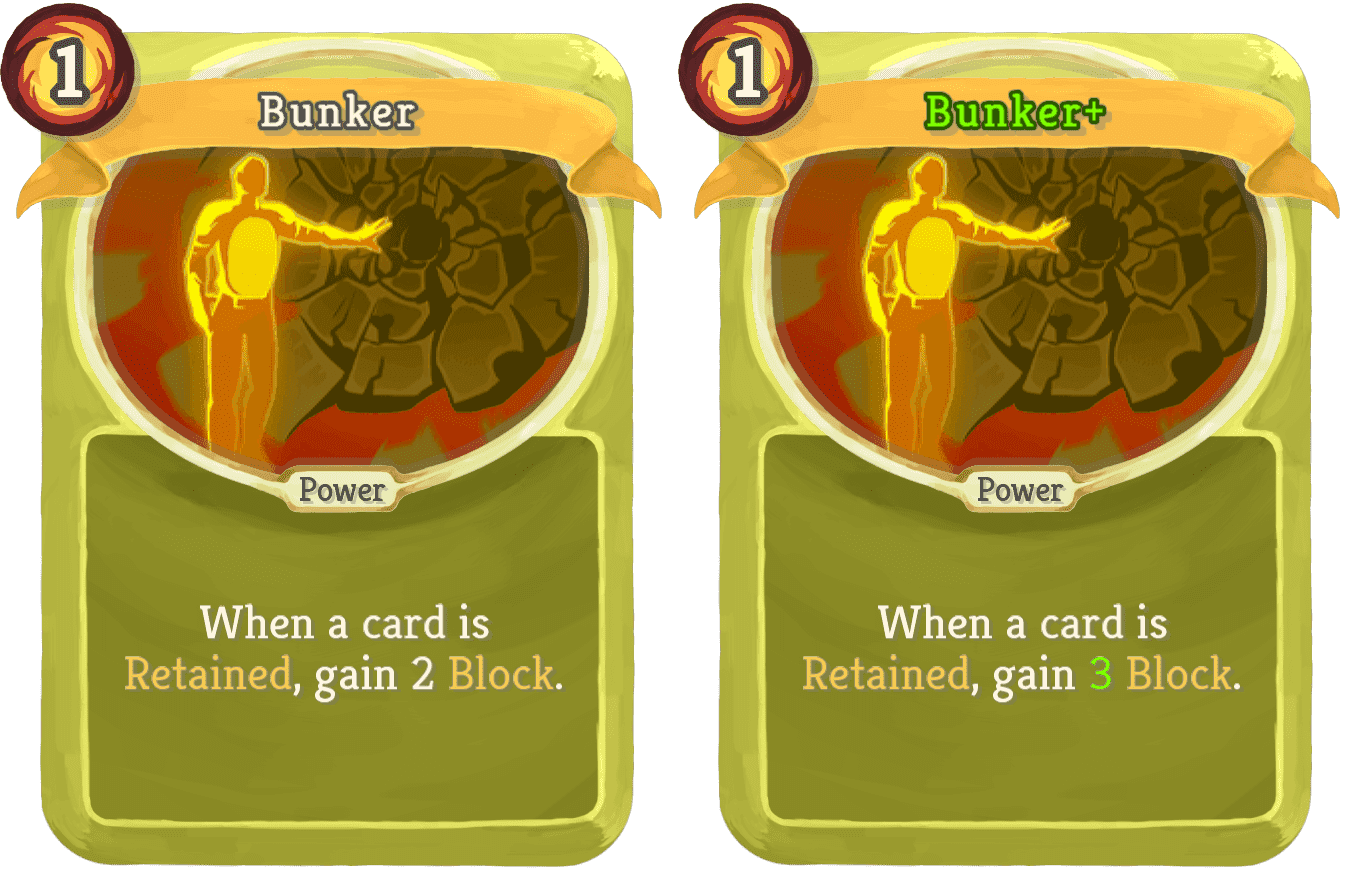 1
Bunker
Power
When a card is
Retained, gain 2 Block.
1
Bunker+
Power
When a card is
Retained, gain 3 Block.